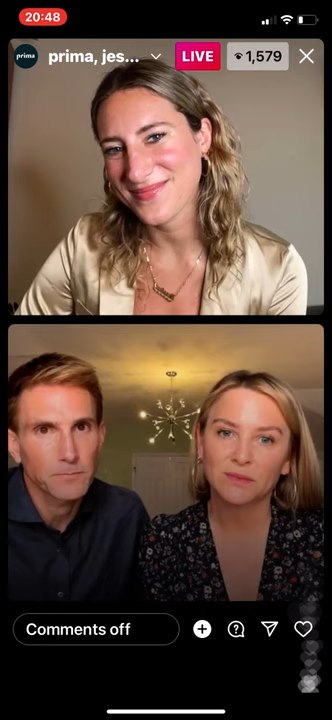 20:48
prima
prima, jes...
LIVE
1,579
Comments off